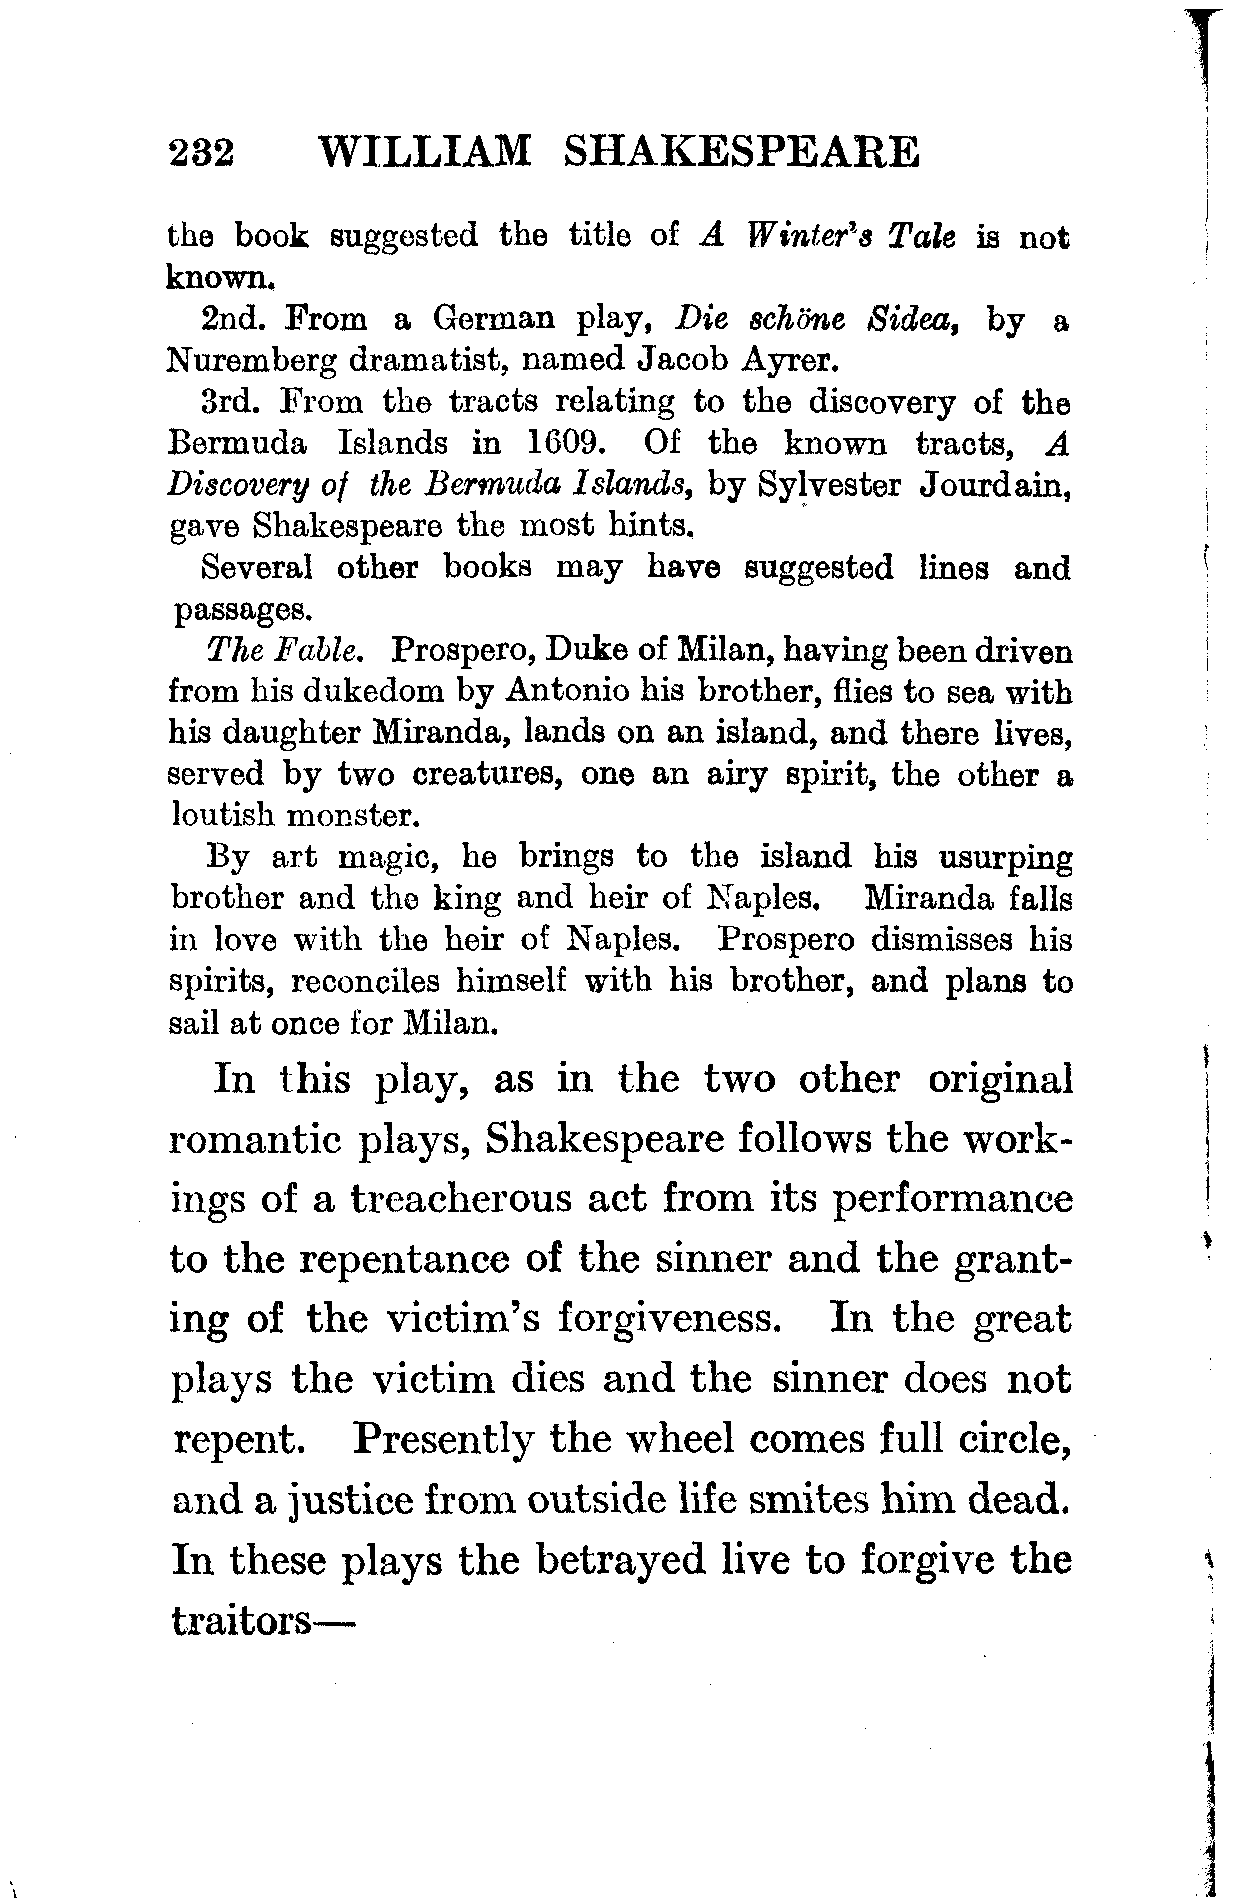 232 WILLIAM SHAKESPEARE
the book suggested the title of A Winter's Tale is not
known.
2nd. From a German play, Die schöne Sidea, by a
Nuremberg dramatist, named Jacob Ayrer.
3rd. From the tracts relating to the discovery of the
Bermuda Islands in 1609. Of the known tracts, A
Discovery of the Bermuda Islands, by Sylvester Jourdain,
gave Shakespeare the most hints.
Several other books may have suggested lines and
passages.
The Fable. Prospero, Duke of Milan, having been driven
from his dukedom by Antonio his brother, flies to sea with
his daughter Miranda, lands on an island, and there lives,
served by two creatures, one an airy spirit, the other a
loutish monster.
By art magic, he brings to the island his usurping
brother and the king and heir of Naples. Miranda falls
in love with the heir of Naples. Prospero dismisses his
spirits, reconciles himself with his brother, and plans to
sail at once for Milan.
In this play, as in the two other original
romantic plays, Shakespeare follows the work-
ings of a treacherous act from its performance
to the repentance of the sinner and the grant-
ing of the victim's forgiveness. In the great
plays the victim dies and the sinner does not
repent. Presently the wheel comes full circle,
and a justice from outside life smites him dead.
In these plays the betrayed live to forgive the
traitors—